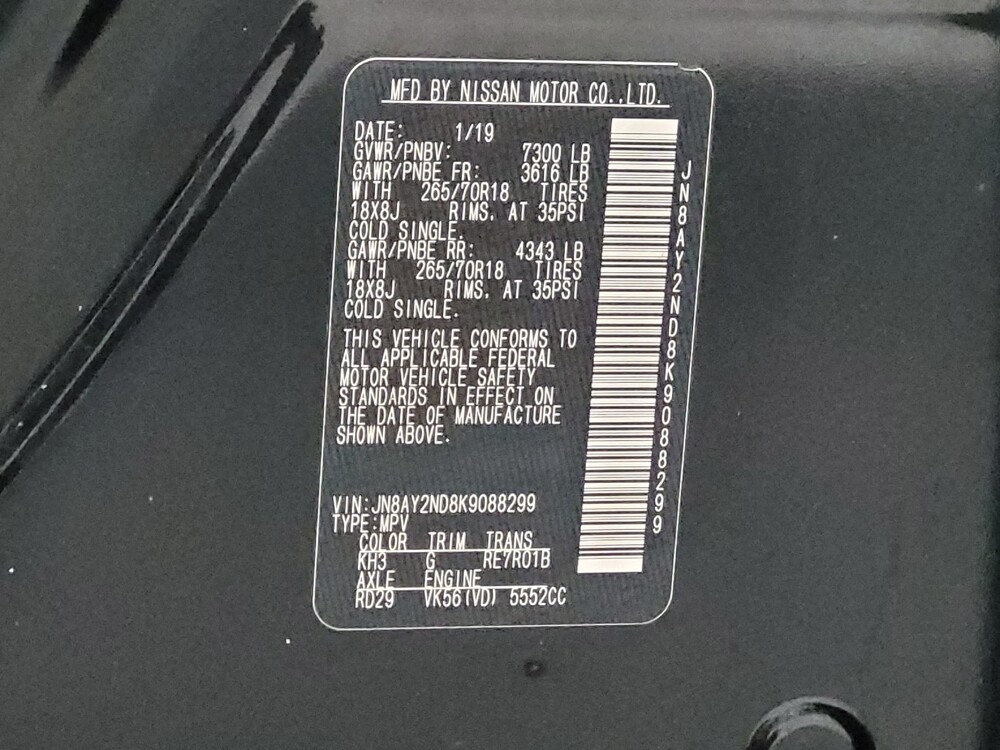 MFD BY NISSAN MOTOR CO.,LTD.
DATE: 1/19
GVWR/PNBV: 7300 LB
GAWR/PNBE FR: 3616 LB
WITH 265/70R18 TIRES
18X8J RIMS. AT 35PSI
COLD SINGLE.
GAWR/PNBE RR: 4343 LB
WITH 265/70R18 TIRES
18X8J RIMS. AT 35PSI
COLD SINGLE.
THIS VEHICLE CONFORMS TO
ALL APPLICABLE FEDERAL
MOTOR VEHICLE SAFETY
STANDARDS IN EFFECT ON
THE DATE OF MANUFACTURE
SHOWN ABOVE.
VIN:JN8AY2ND8K9088299
TYPE:MPV
COLOR TRIM TRANS
KH3 G RE7R01B
AXLE ENGINE
RD29 VK56(VD) 5552CC
JN8AY2ND8K9088299